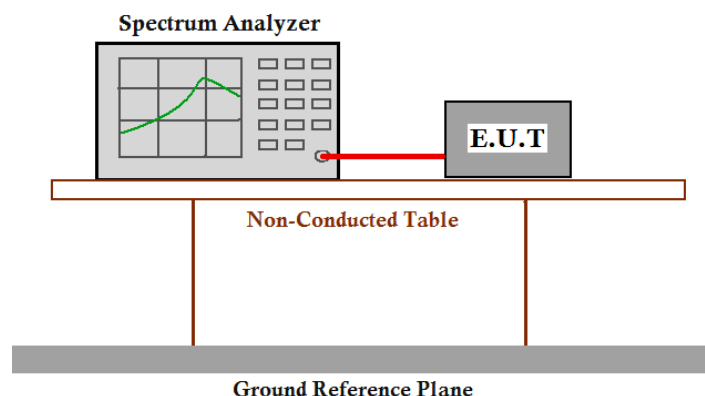 Spectrum Analyzer
E.U.T
Non-Conducted Table
Ground Reference Plane